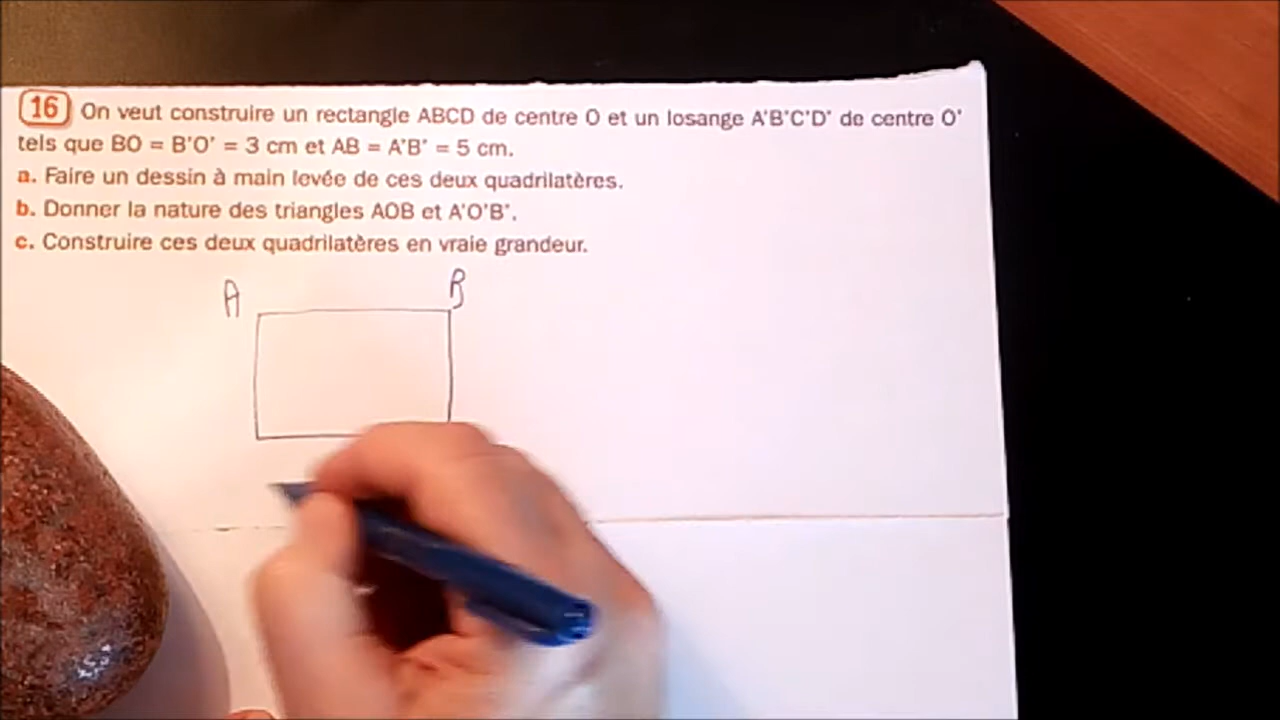 16 On veut construire un rectangle ABCD de centre O et un losange A'B'C'D' de centre O'
tels que BO = B'O' = 3 cm et AB = A'B' = 5 cm.
a. Faire un dessin à main levée de ces deux quadrilatères.
b. Donner la nature des triangles AOB et A'O'B'.
c. Construire ces deux quadrilatères en vraie grandeur.
A B